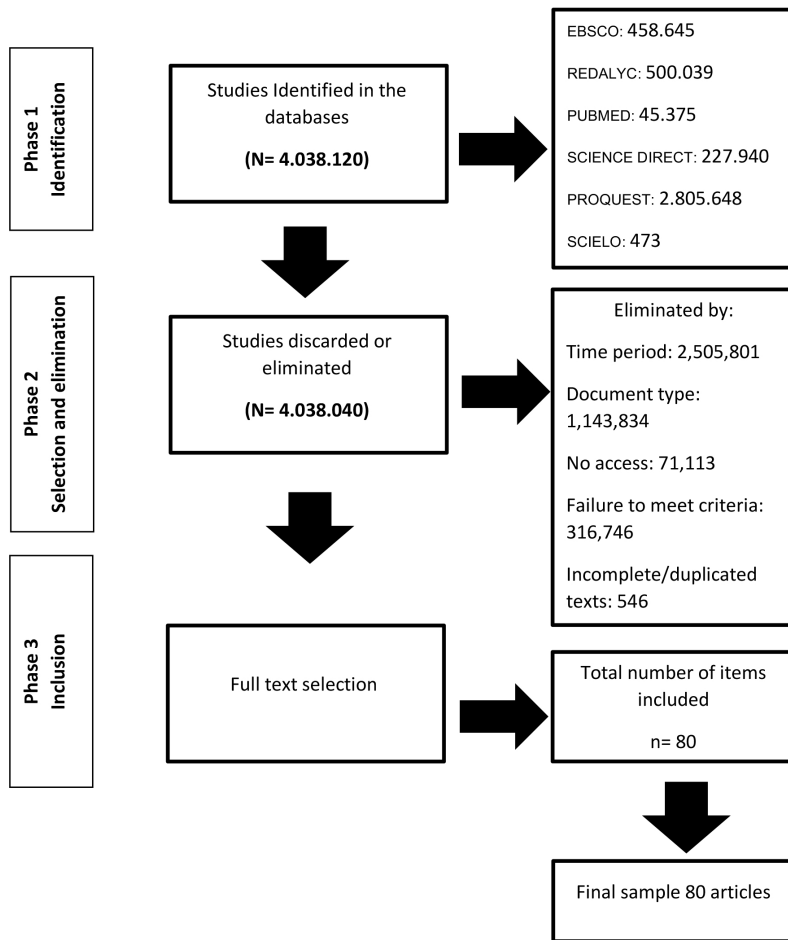 Phase 1
Identification
Studies Identified in the
databases
(N= 4.038.120)
EBSCO: 458.645
REDALYC: 500.039
PUBMED: 45.375
SCIENCE DIRECT: 227.940
PROQUEST: 2.805.648
SCIELO: 473
Phase 2
Selection and elimination
Studies discarded or
eliminated
(N= 4.038.040)
Eliminated by:
Time period: 2,505,801
Document type:
1,143,834
No access: 71,113
Failure to meet criteria:
316,746
Incomplete/duplicated
texts: 546
Phase 3
Inclusion
Full text selection
Total number of items
included
n= 80
Final sample 80 articles